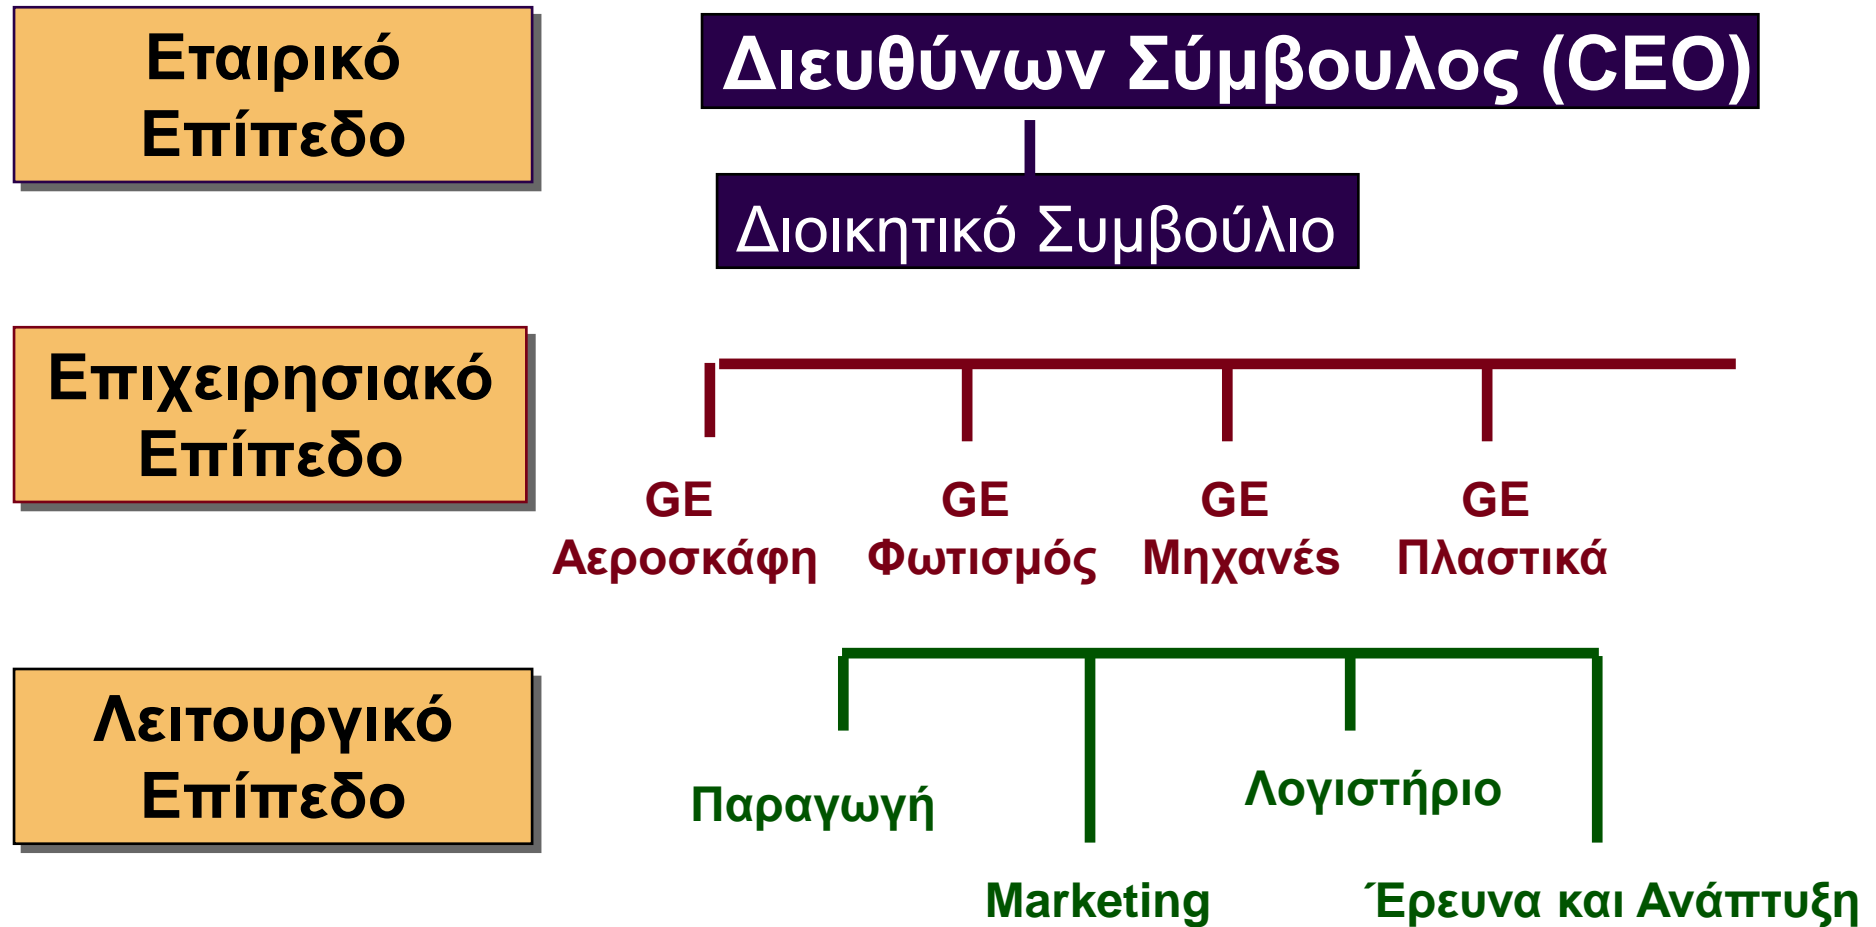 Εταιρικό
Επίπεδο
Διευθύνων Σύμβουλος (CEO)
Διοικητικό Συμβούλιο
Επιχειρησιακό
Επίπεδο
GE
Αεροσκάφη
GE
Φωτισμός
GE
Μηχανές
GE
Πλαστικά
Λειτουργικό
Επίπεδο
Παραγωγή
Marketing
Λογιστήριο
Έρευνα και Ανάπτυξη